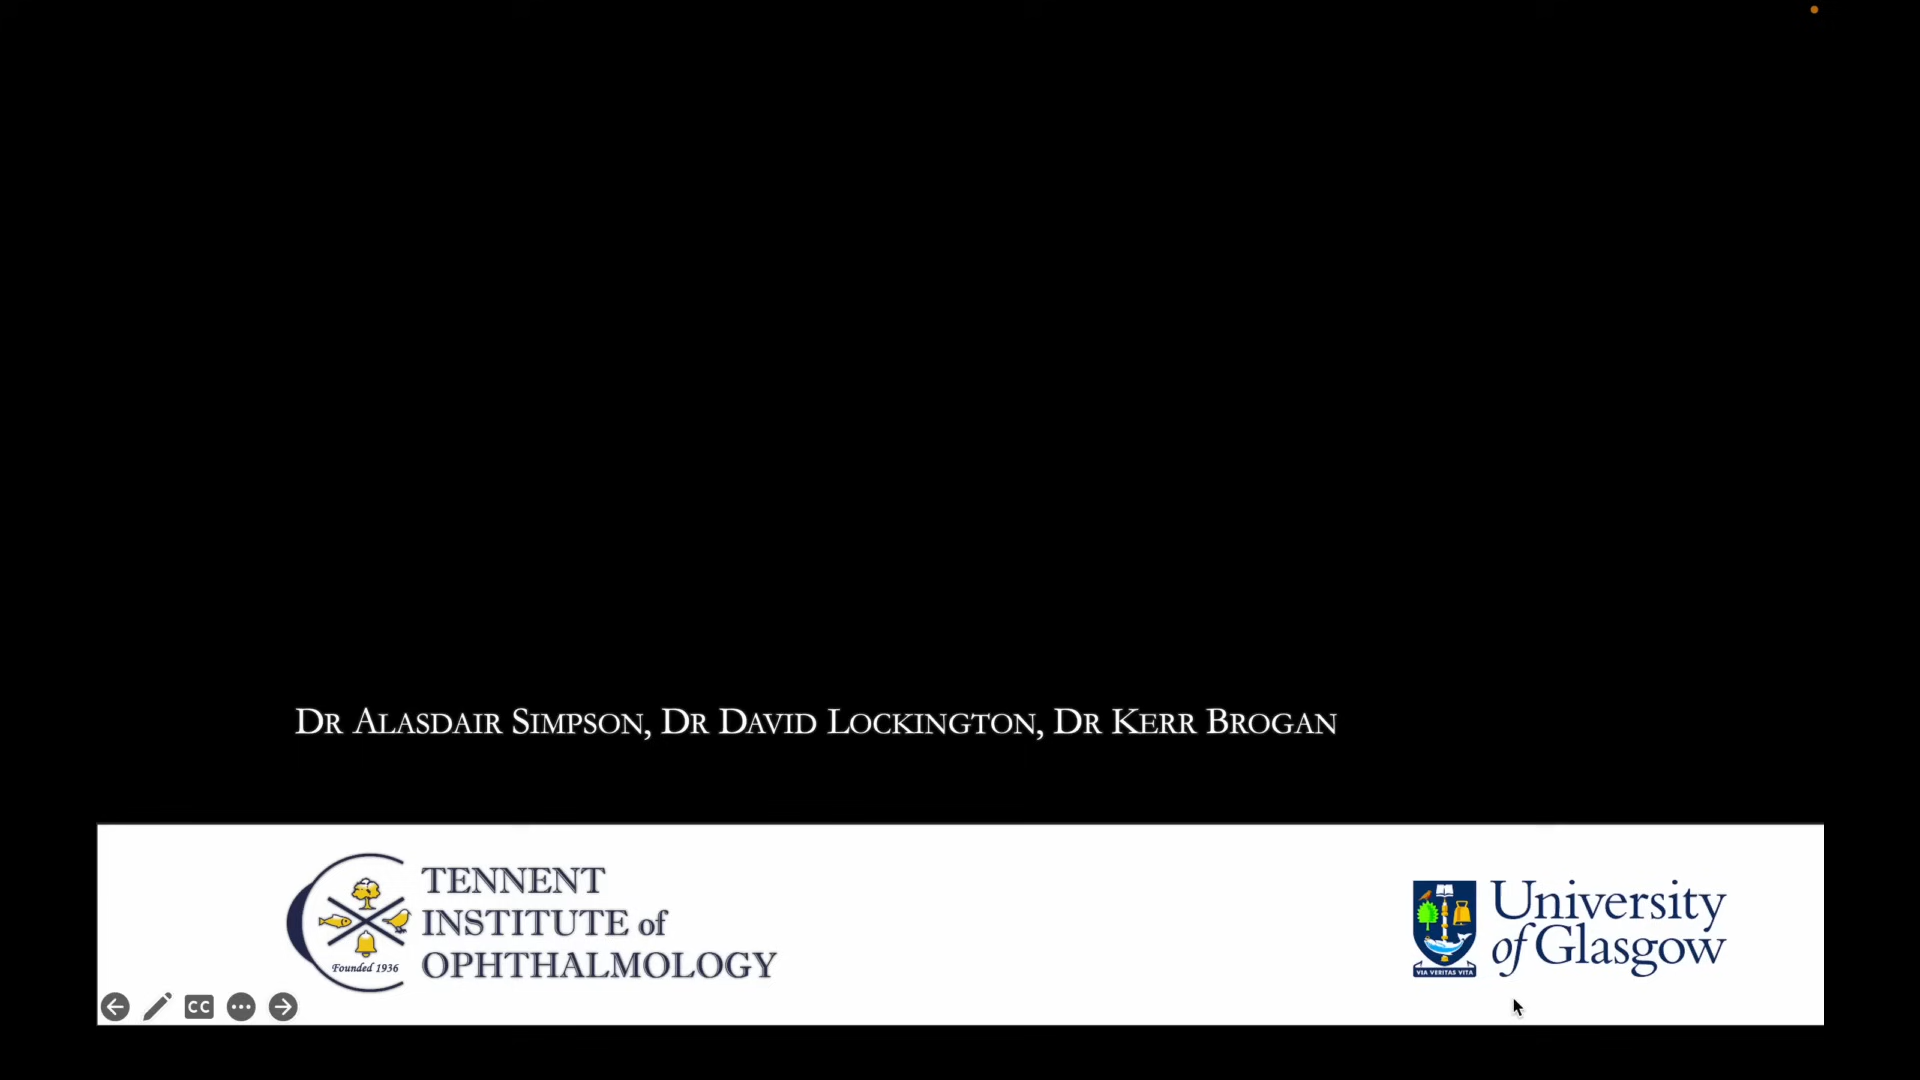 Dr Alasdair Simpson, Dr David Lockington, Dr Kerr Brogan
TENNENT
INSTITUTE of
OPHTHALMOLOGY
Founded 1936
University
of Glasgow
VIA VERITAS VITA
CC